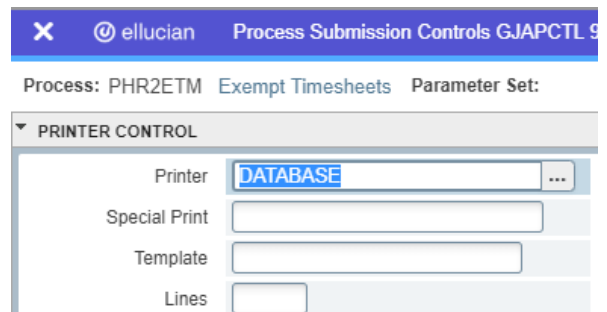 X ellucian Process Submission Controls GJAPCTL 9
Process: PHR2ETM Exempt Timesheets Parameter Set:
PRINTER CONTROL
Printer DATABASE ...
Special Print
Template
Lines